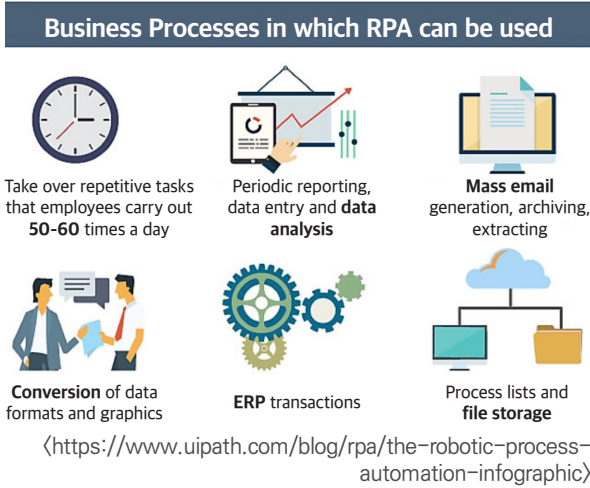 Business Processes in which RPA can be used
Take over repetitive tasks
that employees carry out
50-60 times a day
Periodic reporting,
data entry and data
analysis
Mass email
generation, archiving,
extracting
Conversion of data
formats and graphics
ERP transactions
Process lists and
file storage
〈https://www.uipath.com/blog/rpa/the-robotic-process-
automation-infographic〉